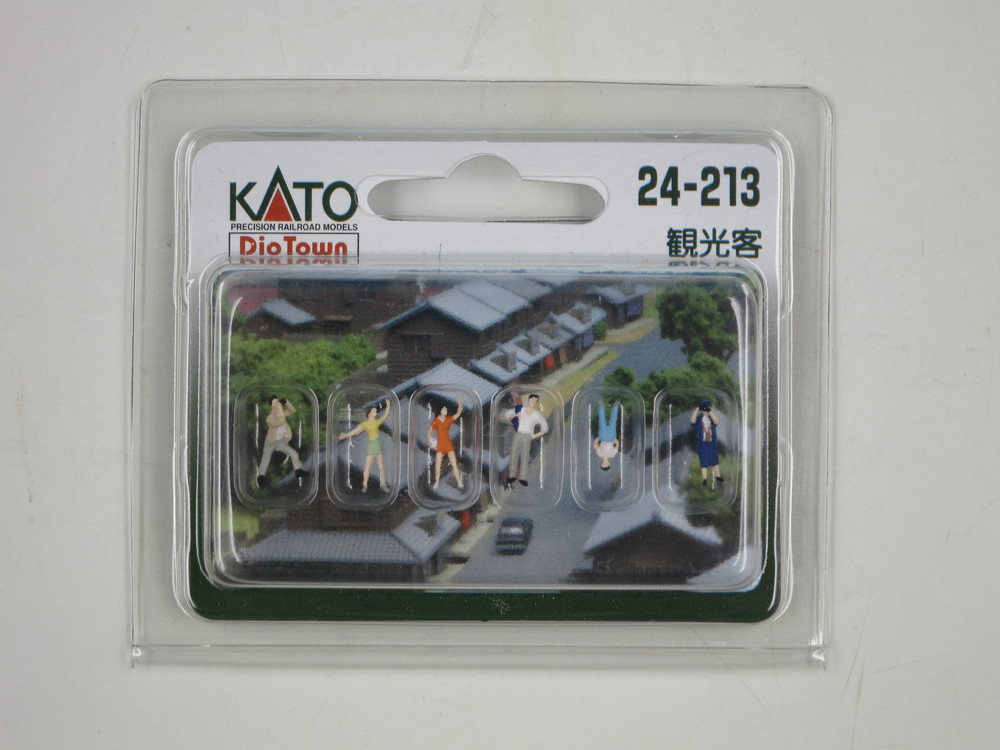 KATO
24-213
PRECISION RAILROAD MODELS
DioTown
観光客